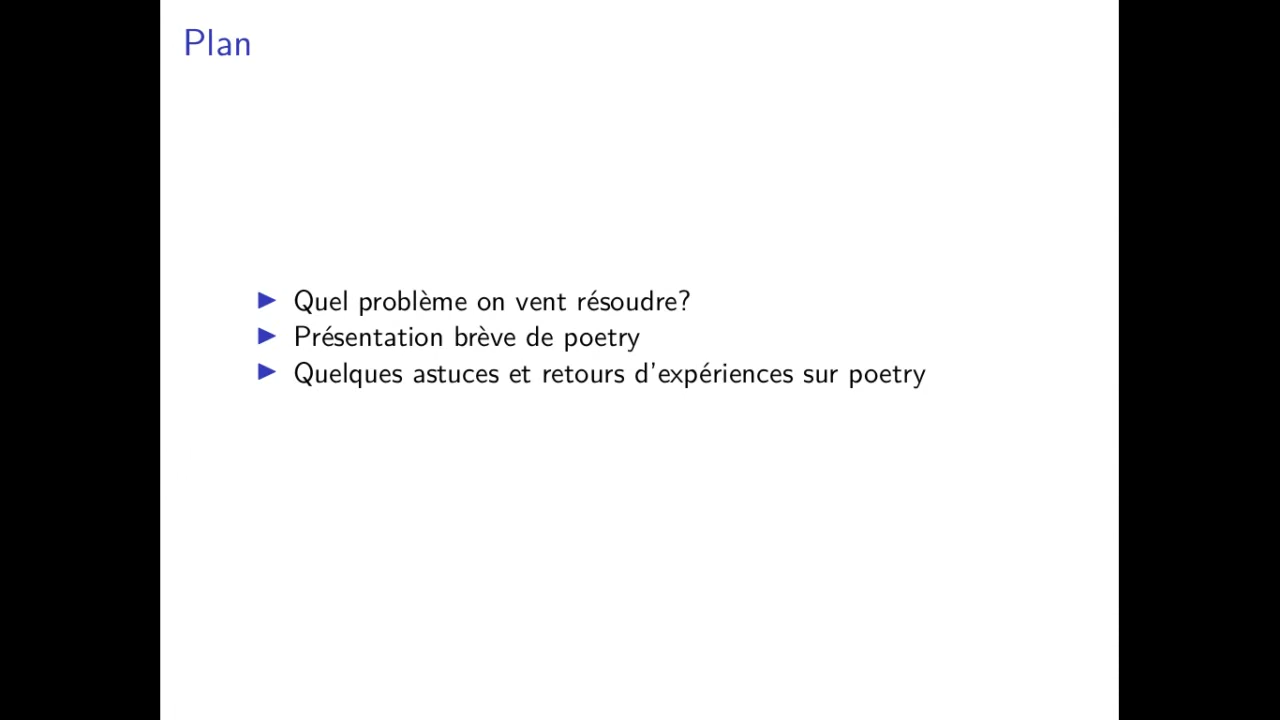 Plan
Quel problème on vent résoudre?
Présentation brève de poetry
Quelques astuces et retours d'expériences sur poetry